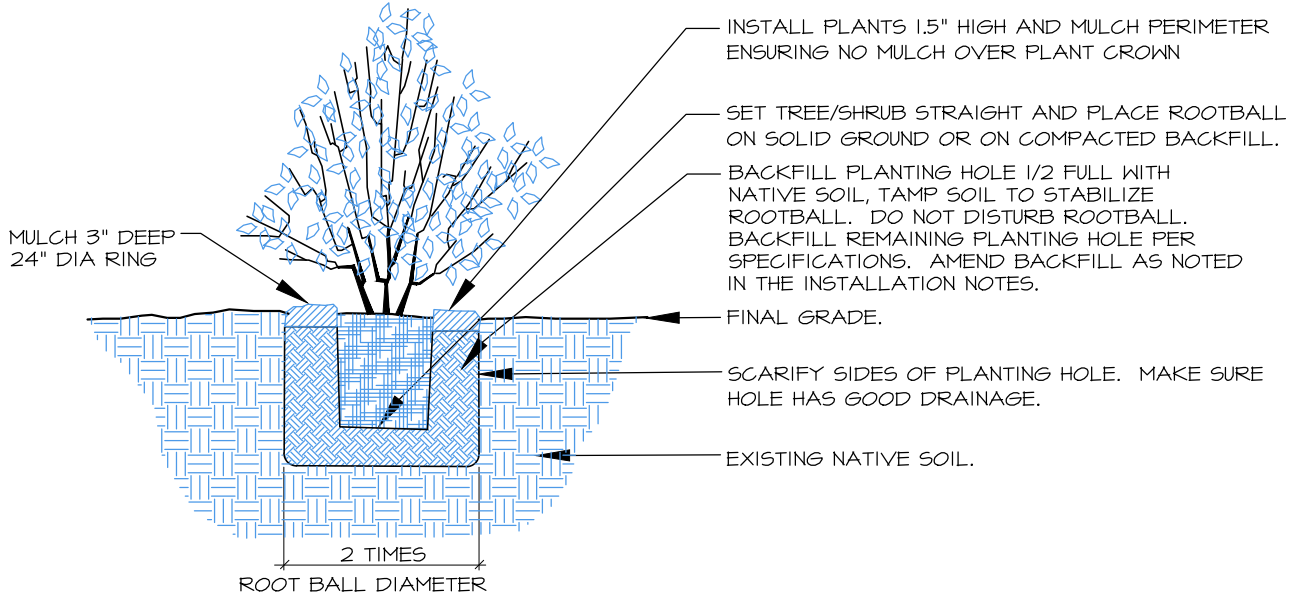 INSTALL PLANTS 1.5" HIGH AND MULCH PERIMETER
ENSURING NO MULCH OVER PLANT CROWN
SET TREE/SHRUB STRAIGHT AND PLACE ROOTBALL
ON SOLID GROUND OR ON COMPACTED BACKFILL.
BACKFILL PLANTING HOLE 1/2 FULL WITH
NATIVE SOIL, TAMP SOIL TO STABILIZE
ROOTBALL.  DO NOT DISTURB ROOTBALL.
BACKFILL REMAINING PLANTING HOLE PER
SPECIFICATIONS.  AMEND BACKFILL AS NOTED
IN THE INSTALLATION NOTES.
MULCH 3" DEEP
24" DIA RING
FINAL GRADE.
SCARIFY SIDES OF PLANTING HOLE.  MAKE SURE
HOLE HAS GOOD DRAINAGE.
EXISTING NATIVE SOIL.
2 TIMES
ROOT BALL DIAMETER